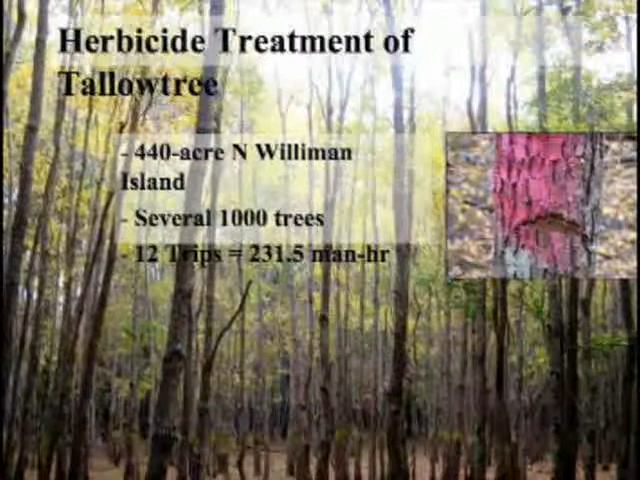 Herbicide Treatment of
Tallowtree
- 440-acre N Williman
Island
- Several 1000 trees
- 12 Trips = 231.5 man-hr